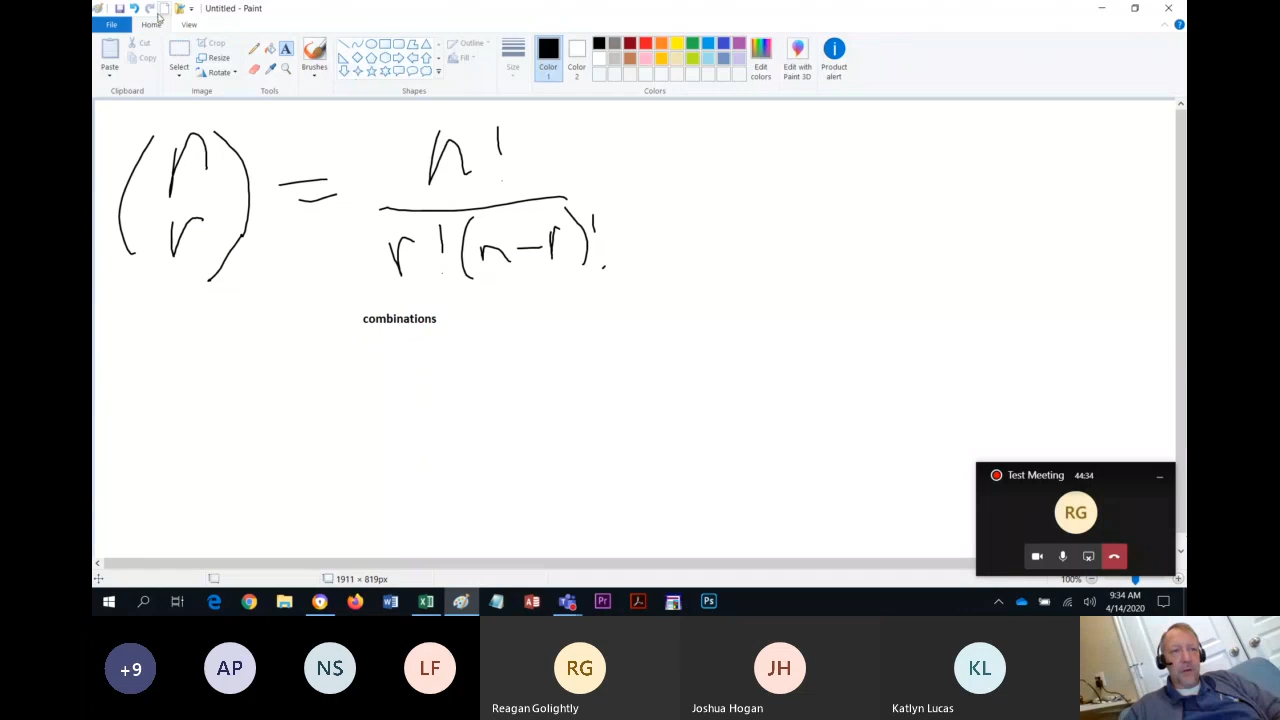 Untitled - Paint
File Home View
Paste
Cut
Copy
Clipboard
Select
Crop
Resize
Rotate
Image
Tools
Brushes
Outline
Fill
Shapes
Size
Color 1
Color 2
Edit colors
Colors
Edit with Paint 3D
Product alert
(n r) = n! / r!(n-r)!
combinations
Test Meeting 44:34
RG
1911 × 819px
100%
9:34 AM
4/14/2020
+9 AP NS LF RG JH KL
Reagan Golightly Joshua Hogan Katlyn Lucas